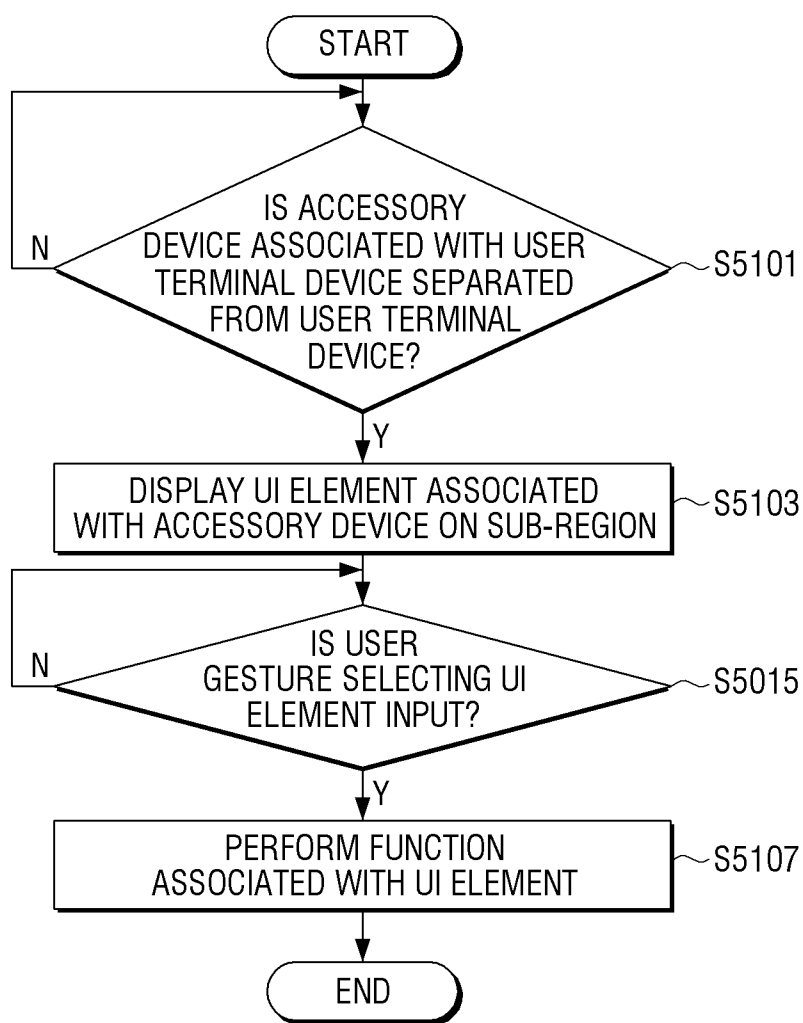 START
IS ACCESSORY
DEVICE ASSOCIATED WITH USER
TERMINAL DEVICE SEPARATED
FROM USER TERMINAL
DEVICE?
N
S5101
Y
DISPLAY UI ELEMENT ASSOCIATED
WITH ACCESSORY DEVICE ON SUB-REGION
S5103
IS USER
GESTURE SELECTING UI
ELEMENT INPUT?
N
S5015
Y
PERFORM FUNCTION
ASSOCIATED WITH UI ELEMENT
S5107
END